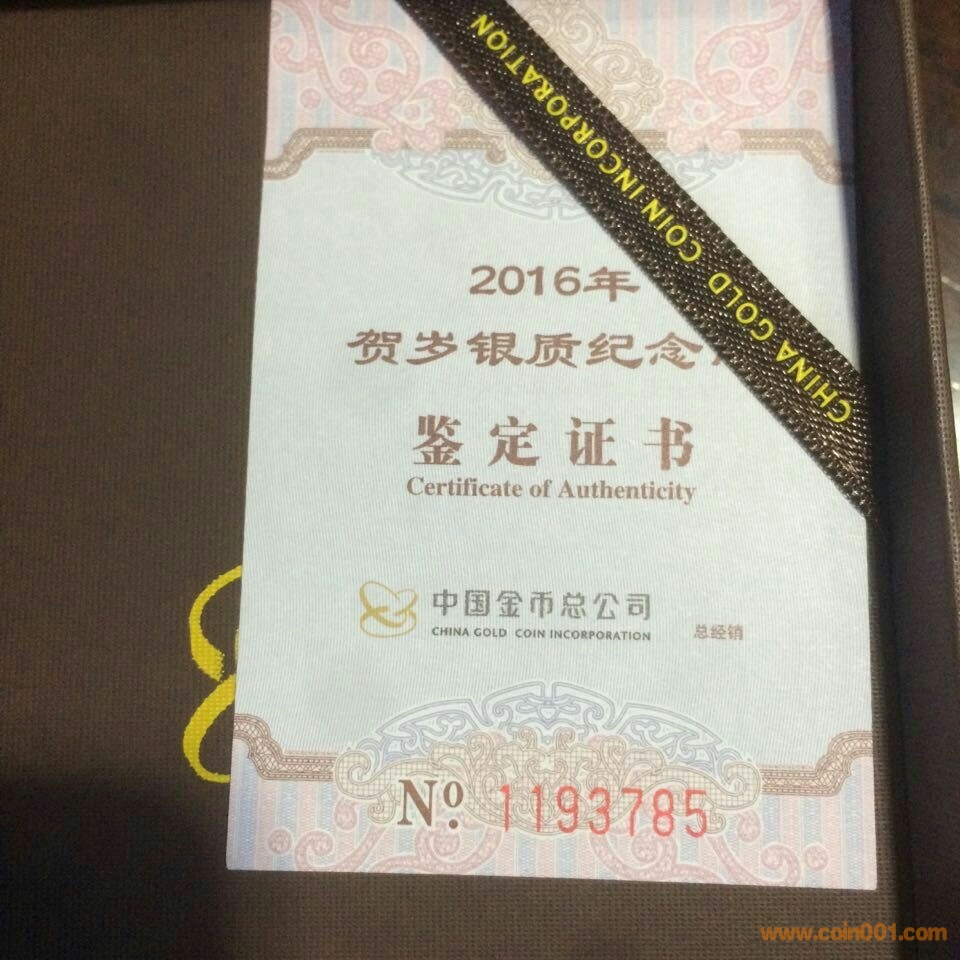 CHINA GOLD COIN INCORPORATION
2016年
贺岁银质纪念
鉴定证书
Certificate of Authenticity
中国金币总公司
CHINA GOLD COIN INCORPORATION
总经销
Nº. 1193785
www.coin001.com